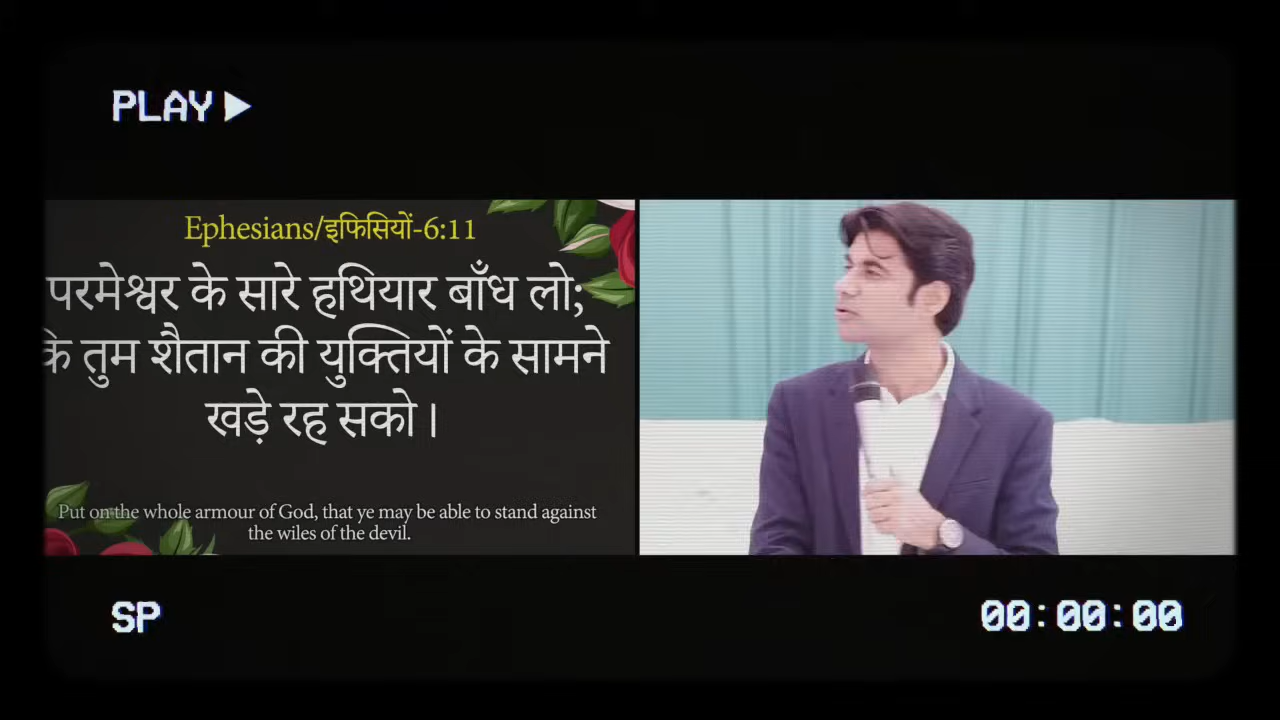 PLAY
Ephesians/इफिसियों-6:11
परमेश्वर के सारे हथियार बाँध लो;
कि तुम शैतान की युक्तियों के सामने
खड़े रह सको।
Put on the whole armour of God, that ye may be able to stand against
the wiles of the devil.
SP
00:00:00